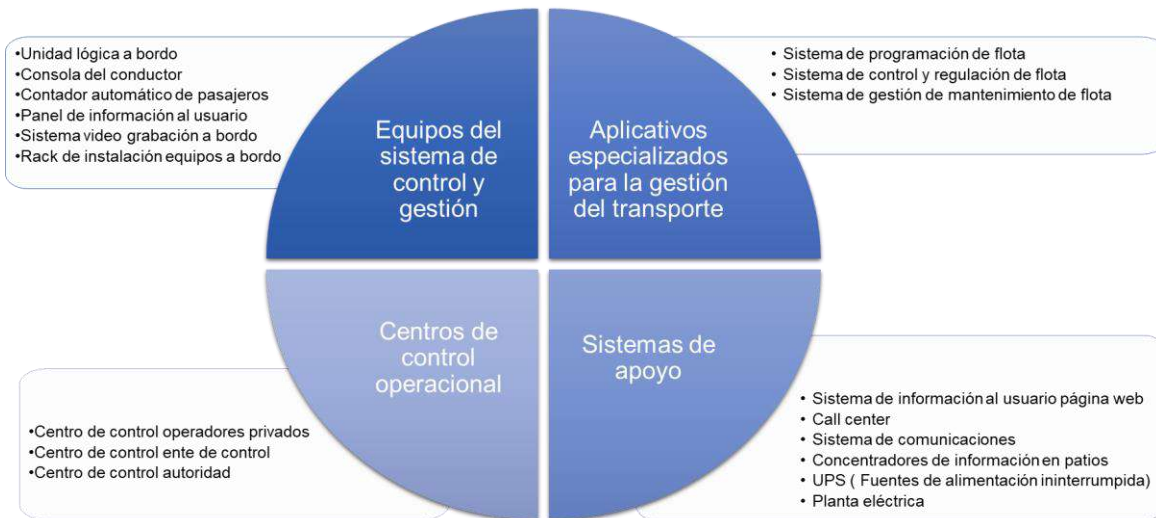 •Unidad lógica a bordo
•Consola del conductor
•Contador automático de pasajeros
•Panel de información al usuario
•Sistema video grabación a bordo
•Rack de instalación equipos a bordo
Equipos del
sistema de
control y
gestión
Aplicativos
especializados
para la gestión
del transporte
• Sistema de programación de flota
• Sistema de control y regulación de flota
• Sistema de gestión de mantenimiento de flota
Centros de
control
operacional
•Centro de control operadores privados
•Centro de control ente de control
•Centro de control autoridad
Sistemas de
apoyo
• Sistema de información al usuario página web
• Call center
• Sistema de comunicaciones
• Concentradores de información en patios
• UPS ( Fuentes de alimentación ininterrumpida)
• Planta eléctrica